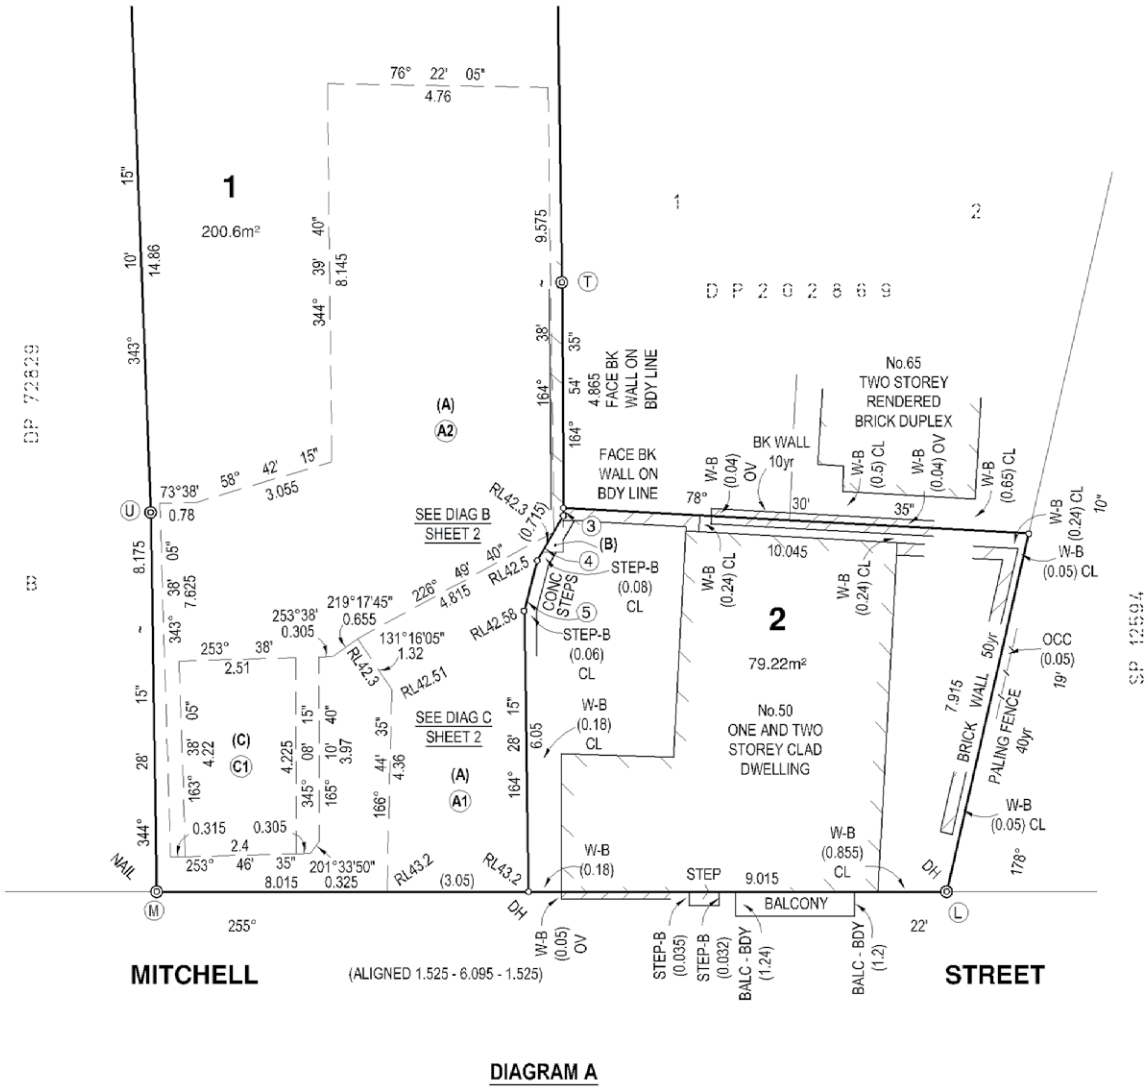 76° 22' 05"
4.76
1
200.6m²
343° 10' 15"
14.86
344° 39' 40"
8.145
9.575
164° 38' ~
T
164° 54' 35"
4.865
FACE BK
WALL ON
BDY LINE
1
2
DP 202869
DP 72829
No.65
TWO STOREY
RENDERED
BRICK DUPLEX
(A)
A2
FACE BK
WALL ON
BDY LINE
W-B
(0.04)
OV
BK WALL
10yr
W-B
(0.5) CL
W-B
(0.04) OV
W-B
(0.65) CL
W-B
(0.24) CL
10"
58° 42' 15"
3.055
73°38'
0.78
U
SEE DIAG B
SHEET 2
RL42.3
(0.715)
3
78° 30' 35"
10.045
W-B
(0.05) CL
(B)
4
STEP-B
(0.08)
CL
W-B
(0.24) CL
W-B
(0.24) CL
RL42.5
CONC
STEPS
5
RL42.58
STEP-B
(0.06)
CL
226° 49' 40"
4.815
219°17'45"
0.655
253°38'
0.305
131°16'05"
1.32
RL42.3
RL42.51
8.175
344° 28' 15" ~
343° 38' 05"
7.625
253° 38'
2.51
2
79.22m²
No.50
ONE AND TWO
STOREY CLAD
DWELLING
BRICK WALL 50yr
7.915
OCC
(0.05)
19'
PALING FENCE
40yr
SP 12594
SEE DIAG C
SHEET 2
W-B
(0.18)
CL
6.05
164° 28' 15"
(C)
C1
163° 38' 05"
4.22
345° 08' 15"
4.225
165° 10' 40"
3.97
166° 44' 35"
4.36
(A)
A1
W-B
(0.05) CL
W-B
(0.855)
CL
178°
0.315
0.305
2.4
253° 46' 35"
201°33'50"
0.325
8.015
NAIL
M
RL43.2
(3.05)
RL43.2
DH
W-B
(0.18)
STEP
9.015
BALCONY
DH
L
255°
22'
W-B
(0.05)
OV
STEP-B
(0.035)
STEP-B
(0.032)
BALC - BDY
(1.24)
BALC - BDY
(1.2)
MITCHELL
(ALIGNED 1.525 - 6.095 - 1.525)
STREET
DIAGRAM A